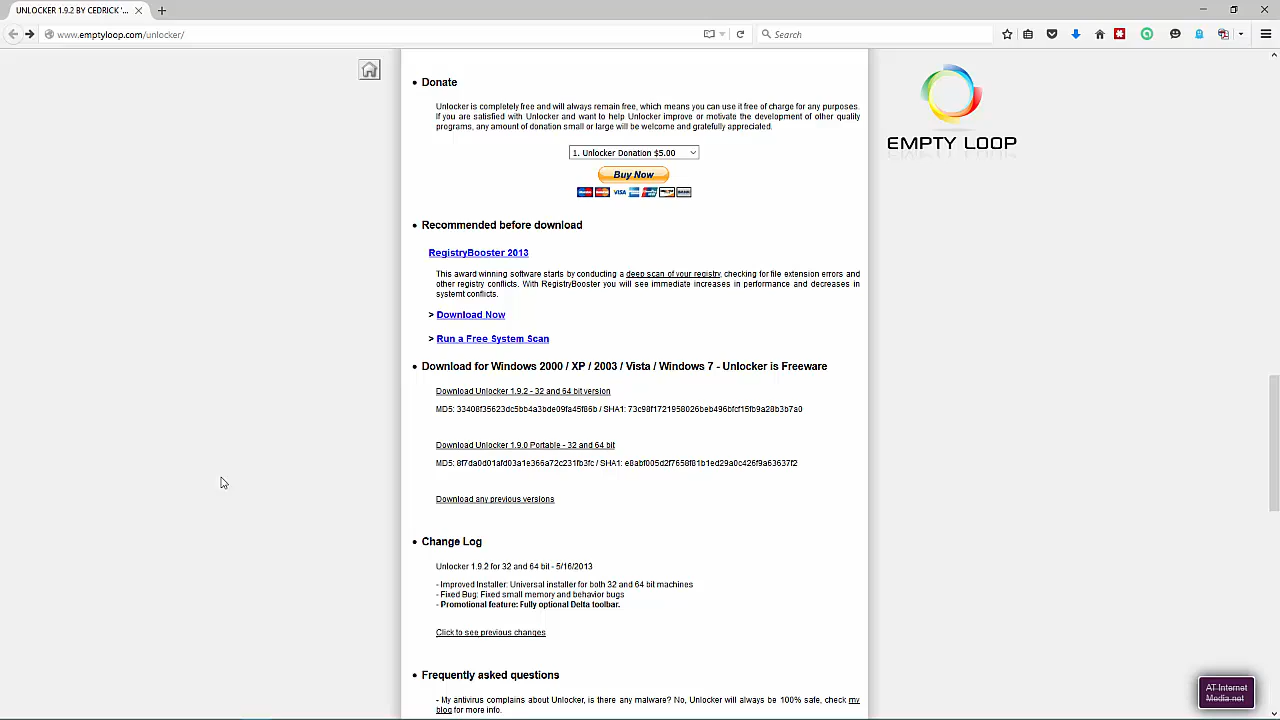 UNLOCKER 1.9.2 BY CEDRICK '...
www.emptyloop.com/unlocker/
Search
Donate
Unlocker is completely free and will always remain free, which means you can use it free of charge for any purposes.
If you are satisfied with Unlocker and want to help Unlocker improve or motivate the development of other quality
programs, any amount of donation small or large will be welcome and gratefully appreciated.
1. Unlocker Donation $5.00
Buy Now
VISA
EMPTY LOOP
Recommended before download
RegistryBooster 2013
This award winning software starts by conducting a deep scan of your registry, checking for file extension errors and
other registry conflicts. With RegistryBooster you will see immediate increases in performance and decreases in
systemt conflicts.
> Download Now
> Run a Free System Scan
Download for Windows 2000 / XP / 2003 / Vista / Windows 7 - Unlocker is Freeware
Download Unlocker 1.9.2 - 32 and 64 bit version
MD5: 33408f35623dc5bb4a3bde09fa45f86b / SHA1: 73c98f1721958026beb496bfcf15fb9a28b3b7a0
Download Unlocker 1.9.0 Portable - 32 and 64 bit
MD5: 8f7da0d01afd03a1e366a72c231fb3fc / SHA1: e8abf005d2f7658f81b1ed29a0c426f9a63637f2
Download any previous versions
Change Log
Unlocker 1.9.2 for 32 and 64 bit - 5/16/2013
- Improved Installer: Universal installer for both 32 and 64 bit machines
- Fixed Bug: Fixed small memory and behavior bugs
- Promotional feature: Fully optional Delta toolbar.
Click to see previous changes
Frequently asked questions
- My antivirus complains about Unlocker, is there any malware? No, Unlocker will always be 100% safe, check my
blog for more info.
AT Internet
Media net